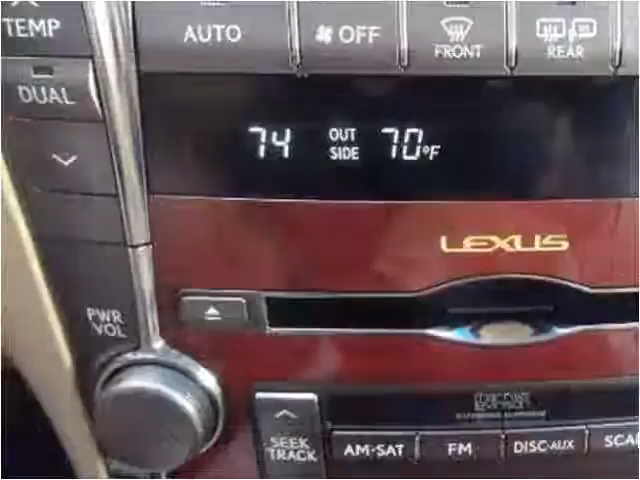 TEMP
AUTO
OFF
FRONT
REAR
DUAL
74 OUT SIDE 70°F
LEXUS
PWR
VOL
SEEK
TRACK
AM·SAT
FM
DISC·AUX
SCA